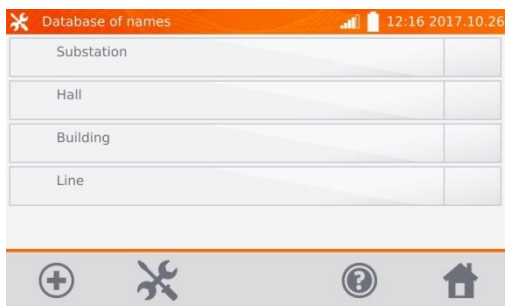 Database of names 12:16 2017.10.26
Substation
Hall
Building
Line